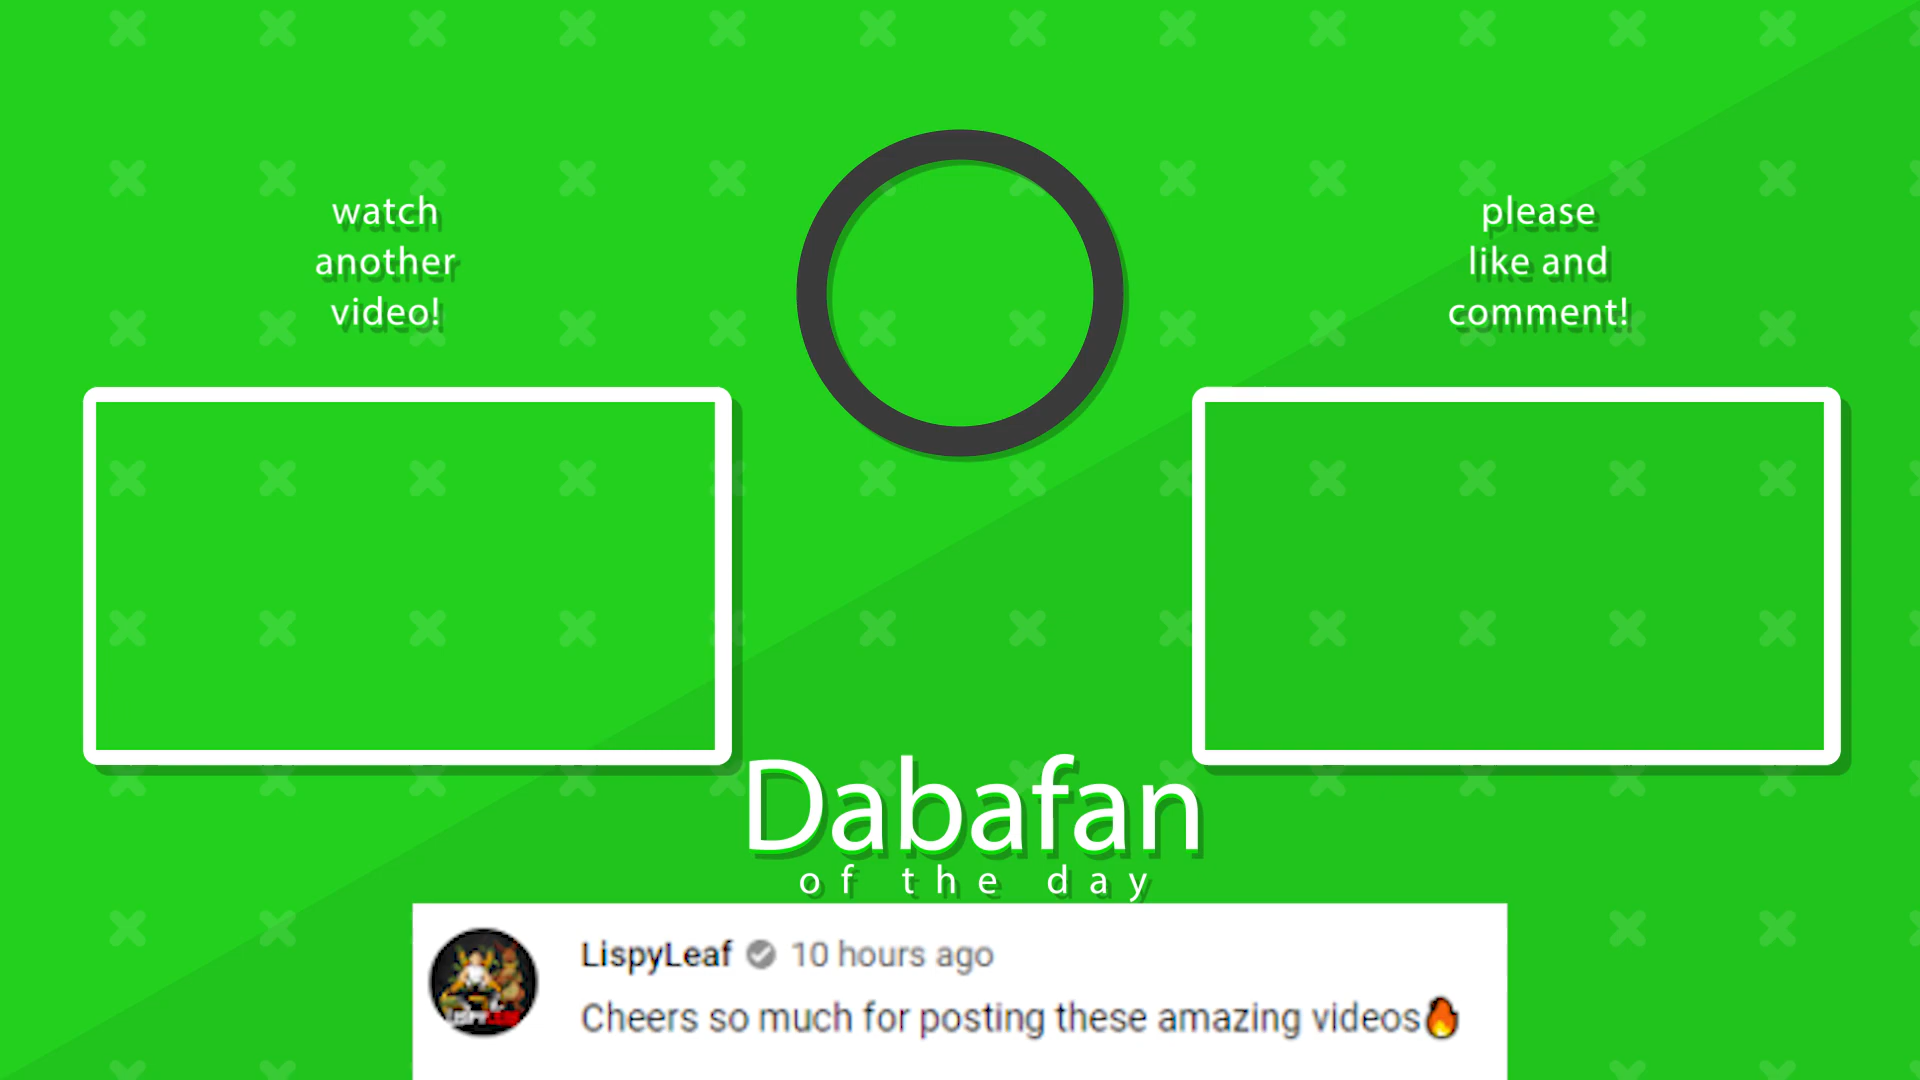 watch
another
video!
please
like and
comment!
Dabafan
of the day
LispyLeaf 10 hours ago
Cheers so much for posting these amazing videos🔥